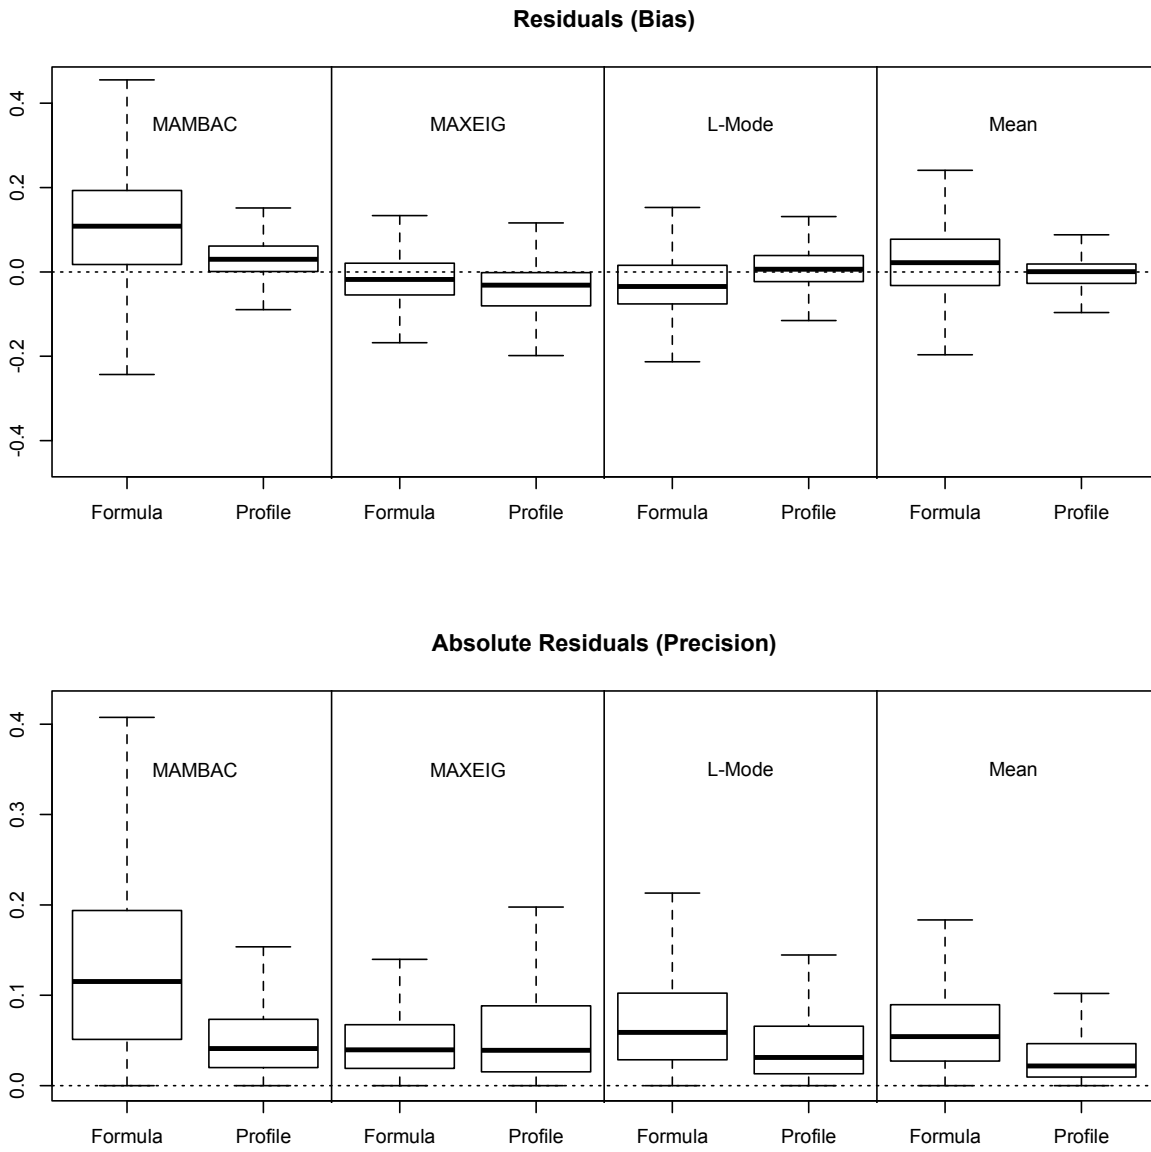 Residuals (Bias)
0.4
0.2
0.0
-0.2
-0.4
MAMBAC MAXEIG L-Mode Mean
Formula Profile Formula Profile Formula Profile Formula Profile
Absolute Residuals (Precision)
0.4
0.3
0.2
0.1
0.0
MAMBAC MAXEIG L-Mode Mean
Formula Profile Formula Profile Formula Profile Formula Profile